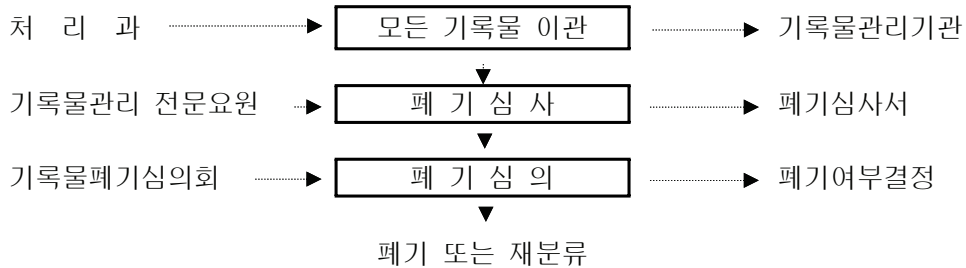 처 리 과 모든 기록물 이관 기록물관리기관
기록물관리 전문요원 폐 기 심 사 폐기심사서
기록물폐기심의회 폐 기 심 의 폐기여부결정
폐기 또는 재분류